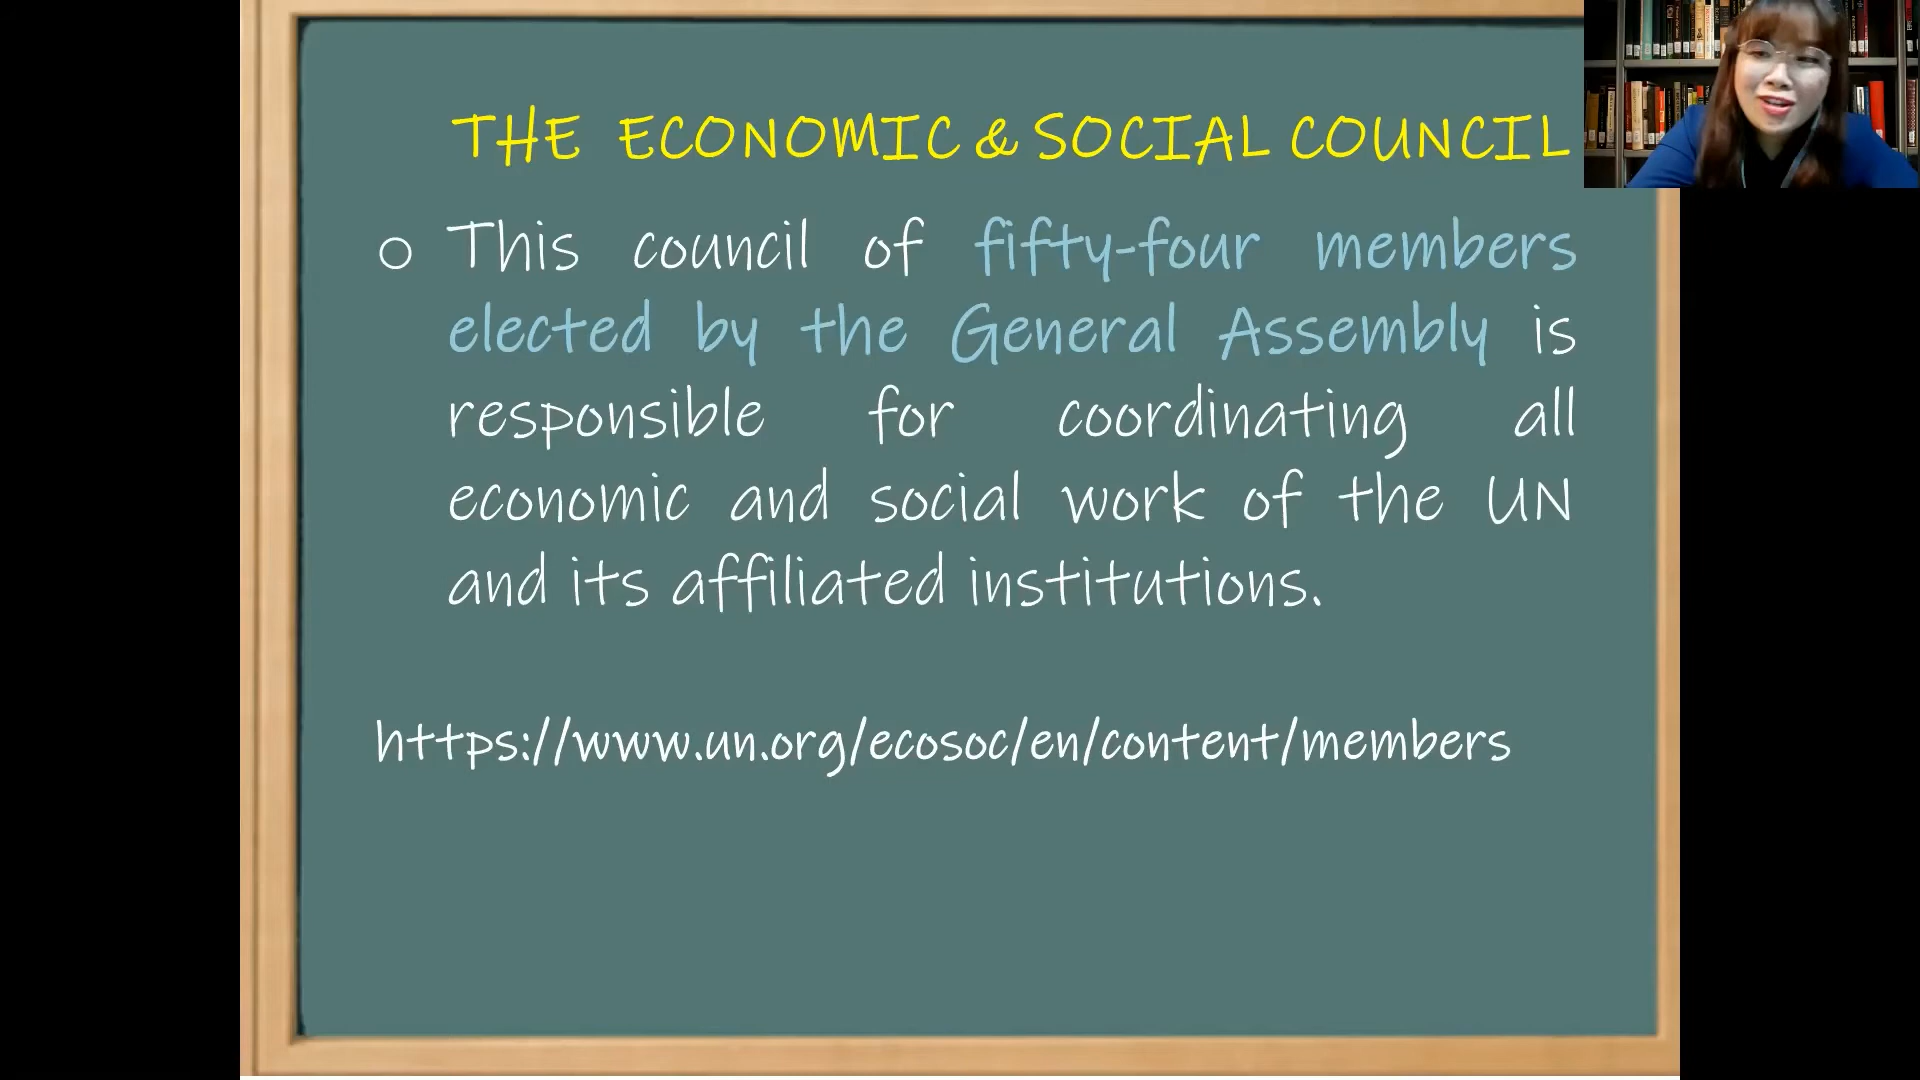 THE ECONOMIC & SOCIAL COUNCIL
o This council of fifty-four members
elected by the General Assembly is
responsible for coordinating all
economic and social work of the UN
and its affiliated institutions.
https://www.un.org/ecosoc/en/content/members